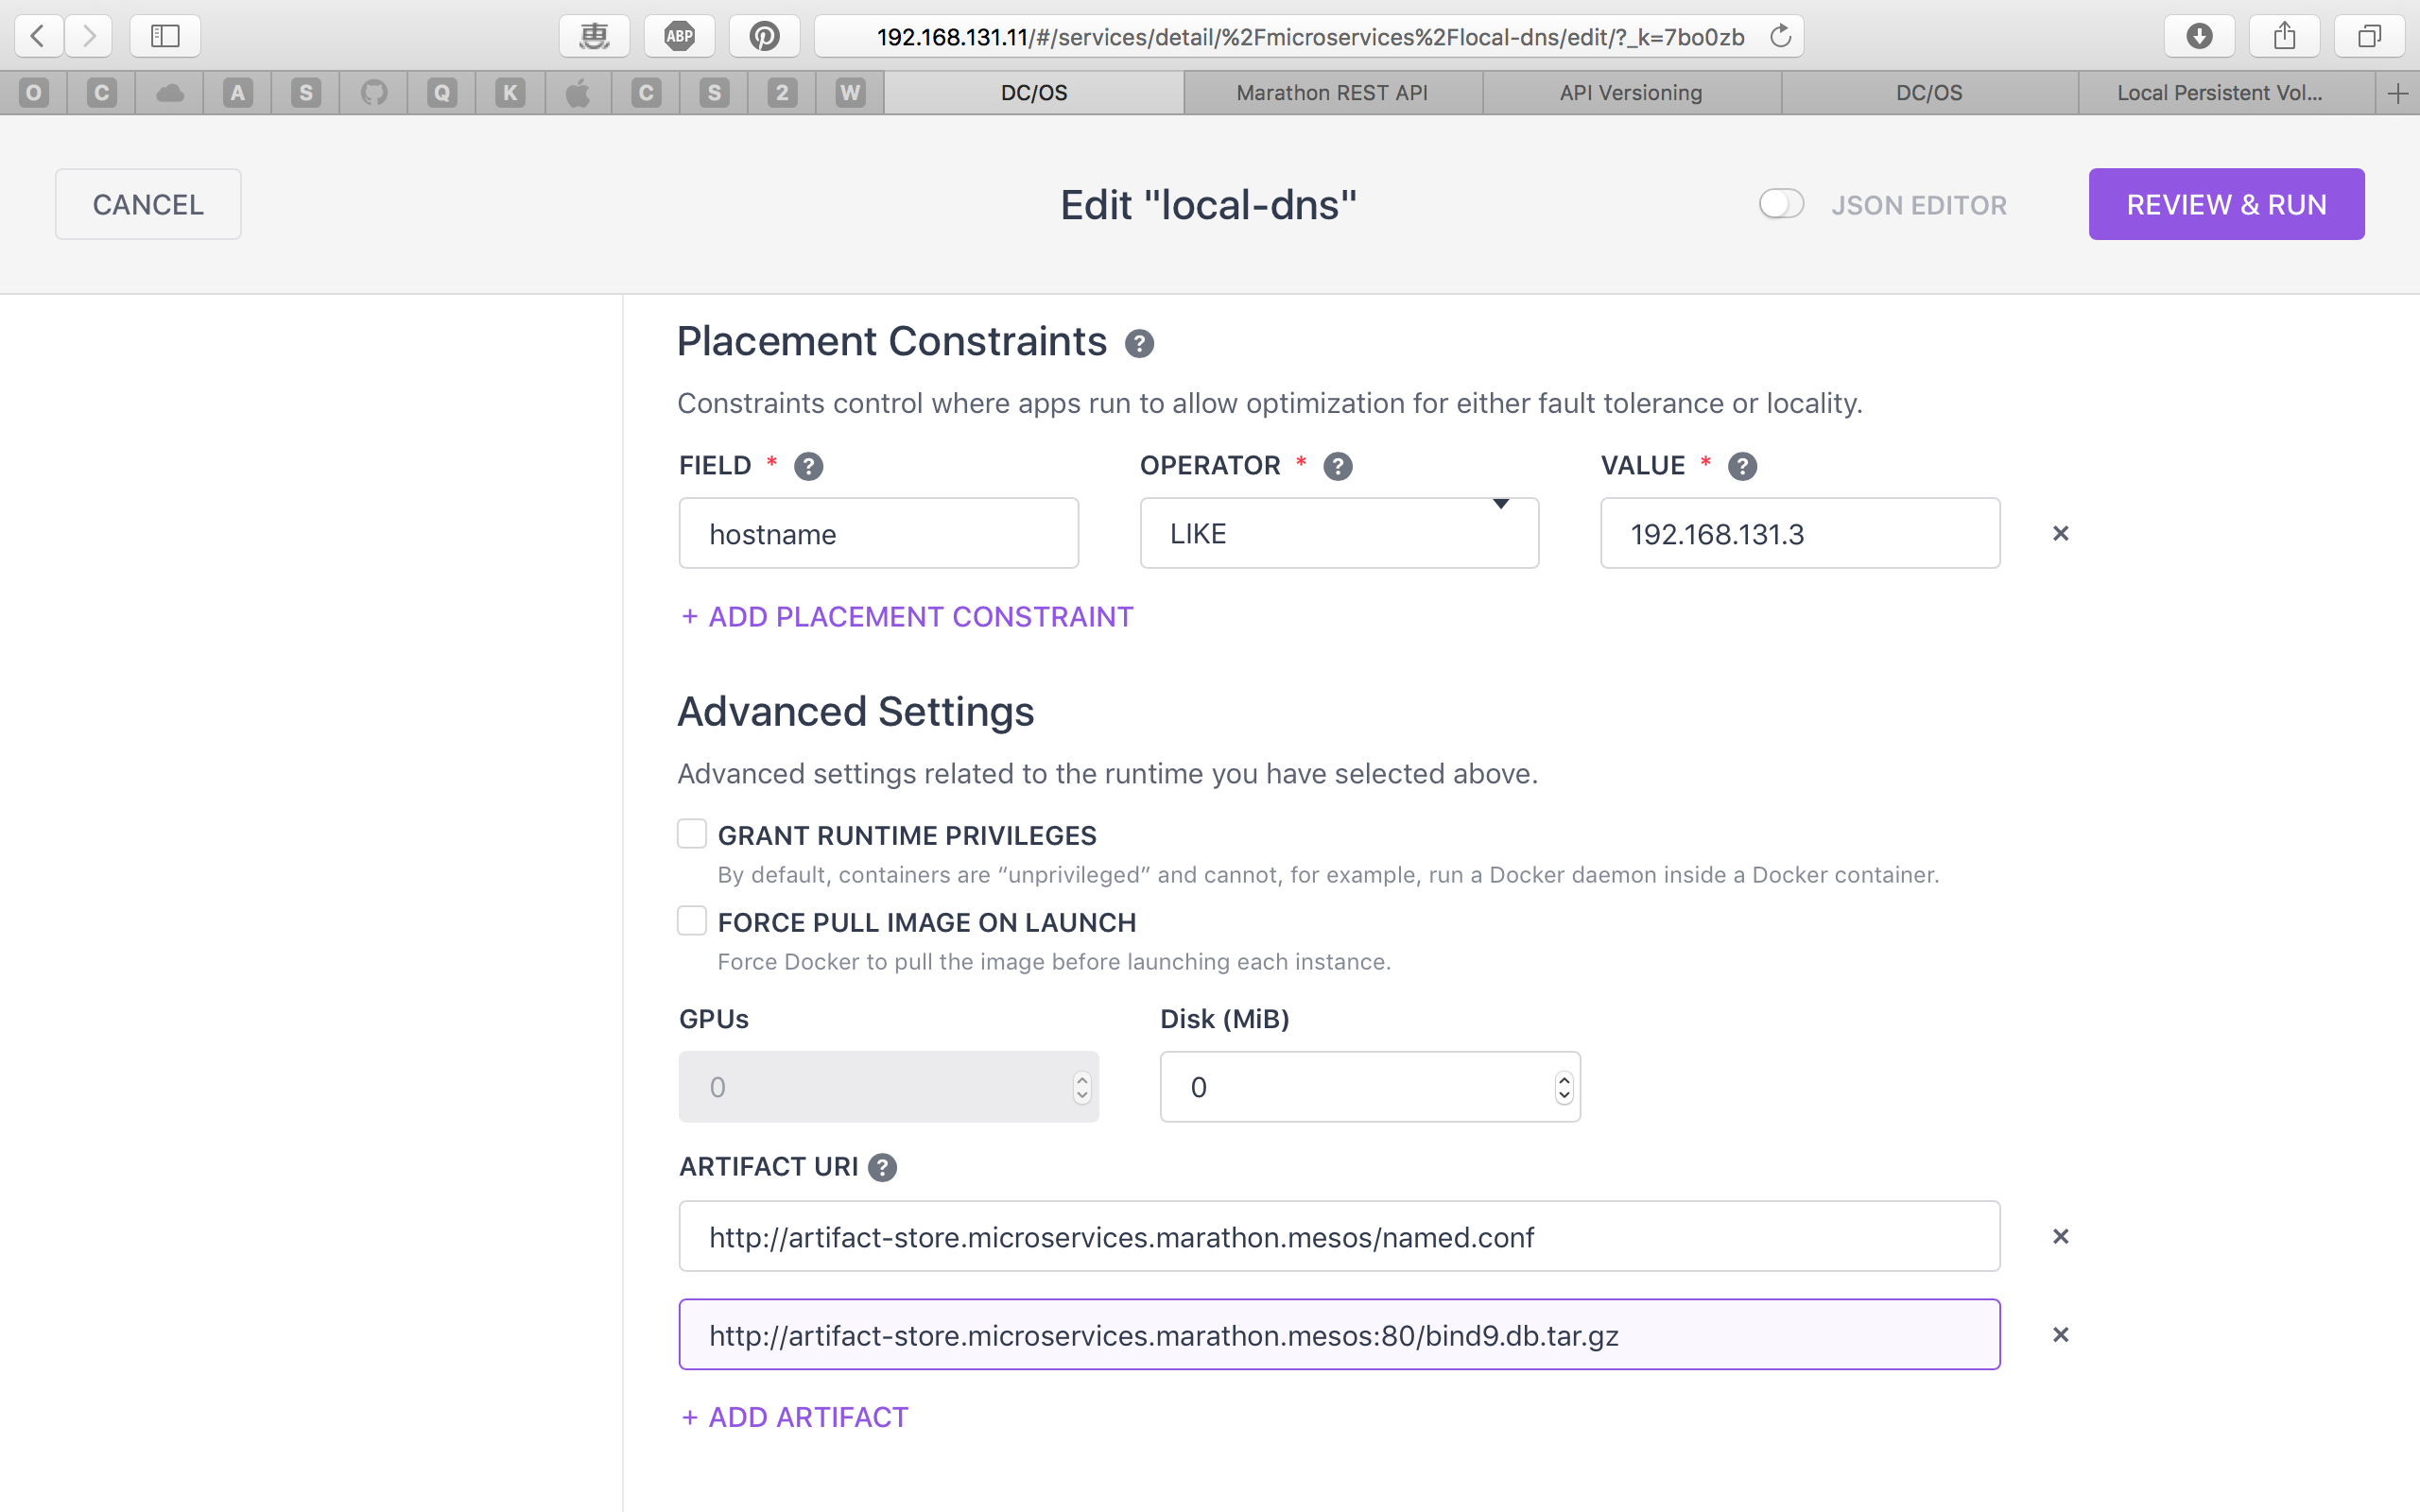 惠
ABP
192.168.131.11/#/services/detail/%2Fmicroservices%2Flocal-dns/edit/?_k=7bo0zb
O C A S Q K C S 2 W DC/OS Marathon REST API API Versioning DC/OS Local Persistent Vol... +
CANCEL
Edit "local-dns"
JSON EDITOR
REVIEW & RUN
Placement Constraints ?
Constraints control where apps run to allow optimization for either fault tolerance or locality.
FIELD * ? OPERATOR * ? VALUE * ?
hostname LIKE 192.168.131.3 ×
+ ADD PLACEMENT CONSTRAINT
Advanced Settings
Advanced settings related to the runtime you have selected above.
GRANT RUNTIME PRIVILEGES
By default, containers are “unprivileged” and cannot, for example, run a Docker daemon inside a Docker container.
FORCE PULL IMAGE ON LAUNCH
Force Docker to pull the image before launching each instance.
GPUs Disk (MiB)
0 0
ARTIFACT URI ?
http://artifact-store.microservices.marathon.mesos/named.conf ×
http://artifact-store.microservices.marathon.mesos:80/bind9.db.tar.gz ×
+ ADD ARTIFACT